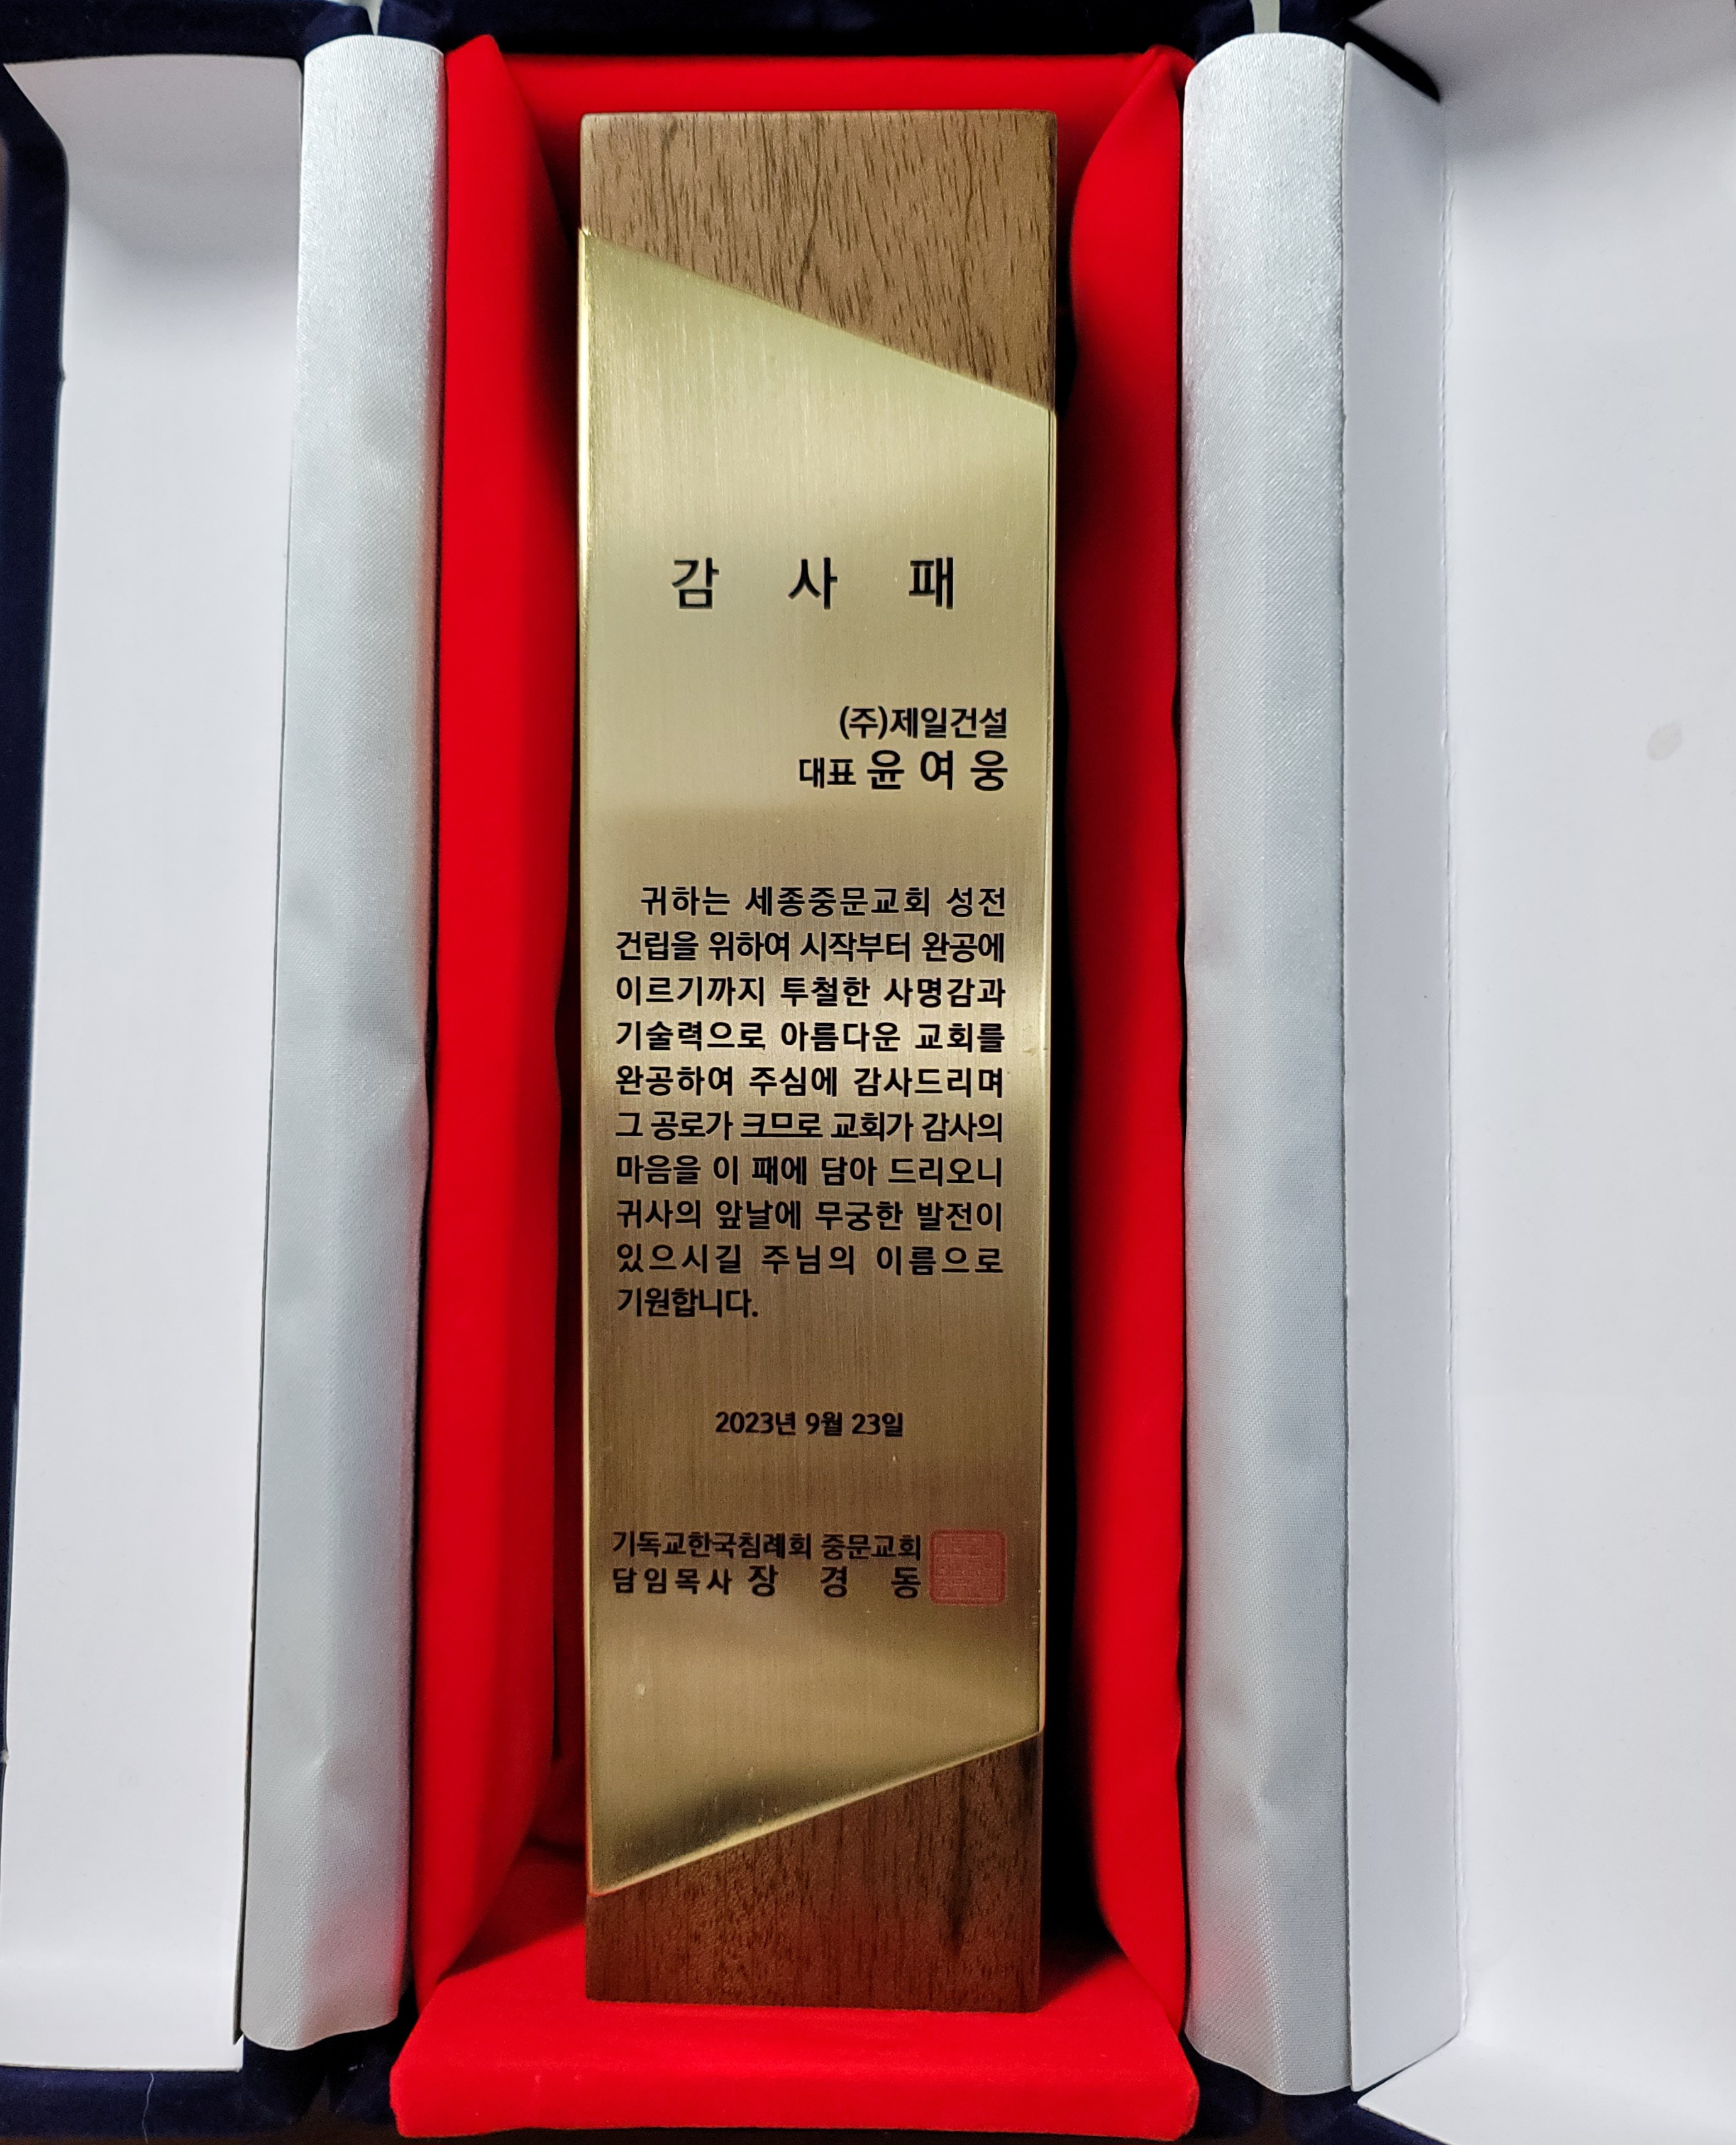 감 사 패
(주)제일건설
대표 윤 여 웅
귀하는 세종중문교회 성전
건립을 위하여 시작부터 완공에
이르기까지 투철한 사명감과
기술력으로 아름다운 교회를
완공하여 주심에 감사드리며
그 공로가 크므로 교회가 감사의
마음을 이 패에 담아 드리오니
귀사의 앞날에 무궁한 발전이
있으시길 주님의 이름으로
기원합니다.
2023년 9월 23일
기독교한국침례회 중문교회
담임목사 장 경 동